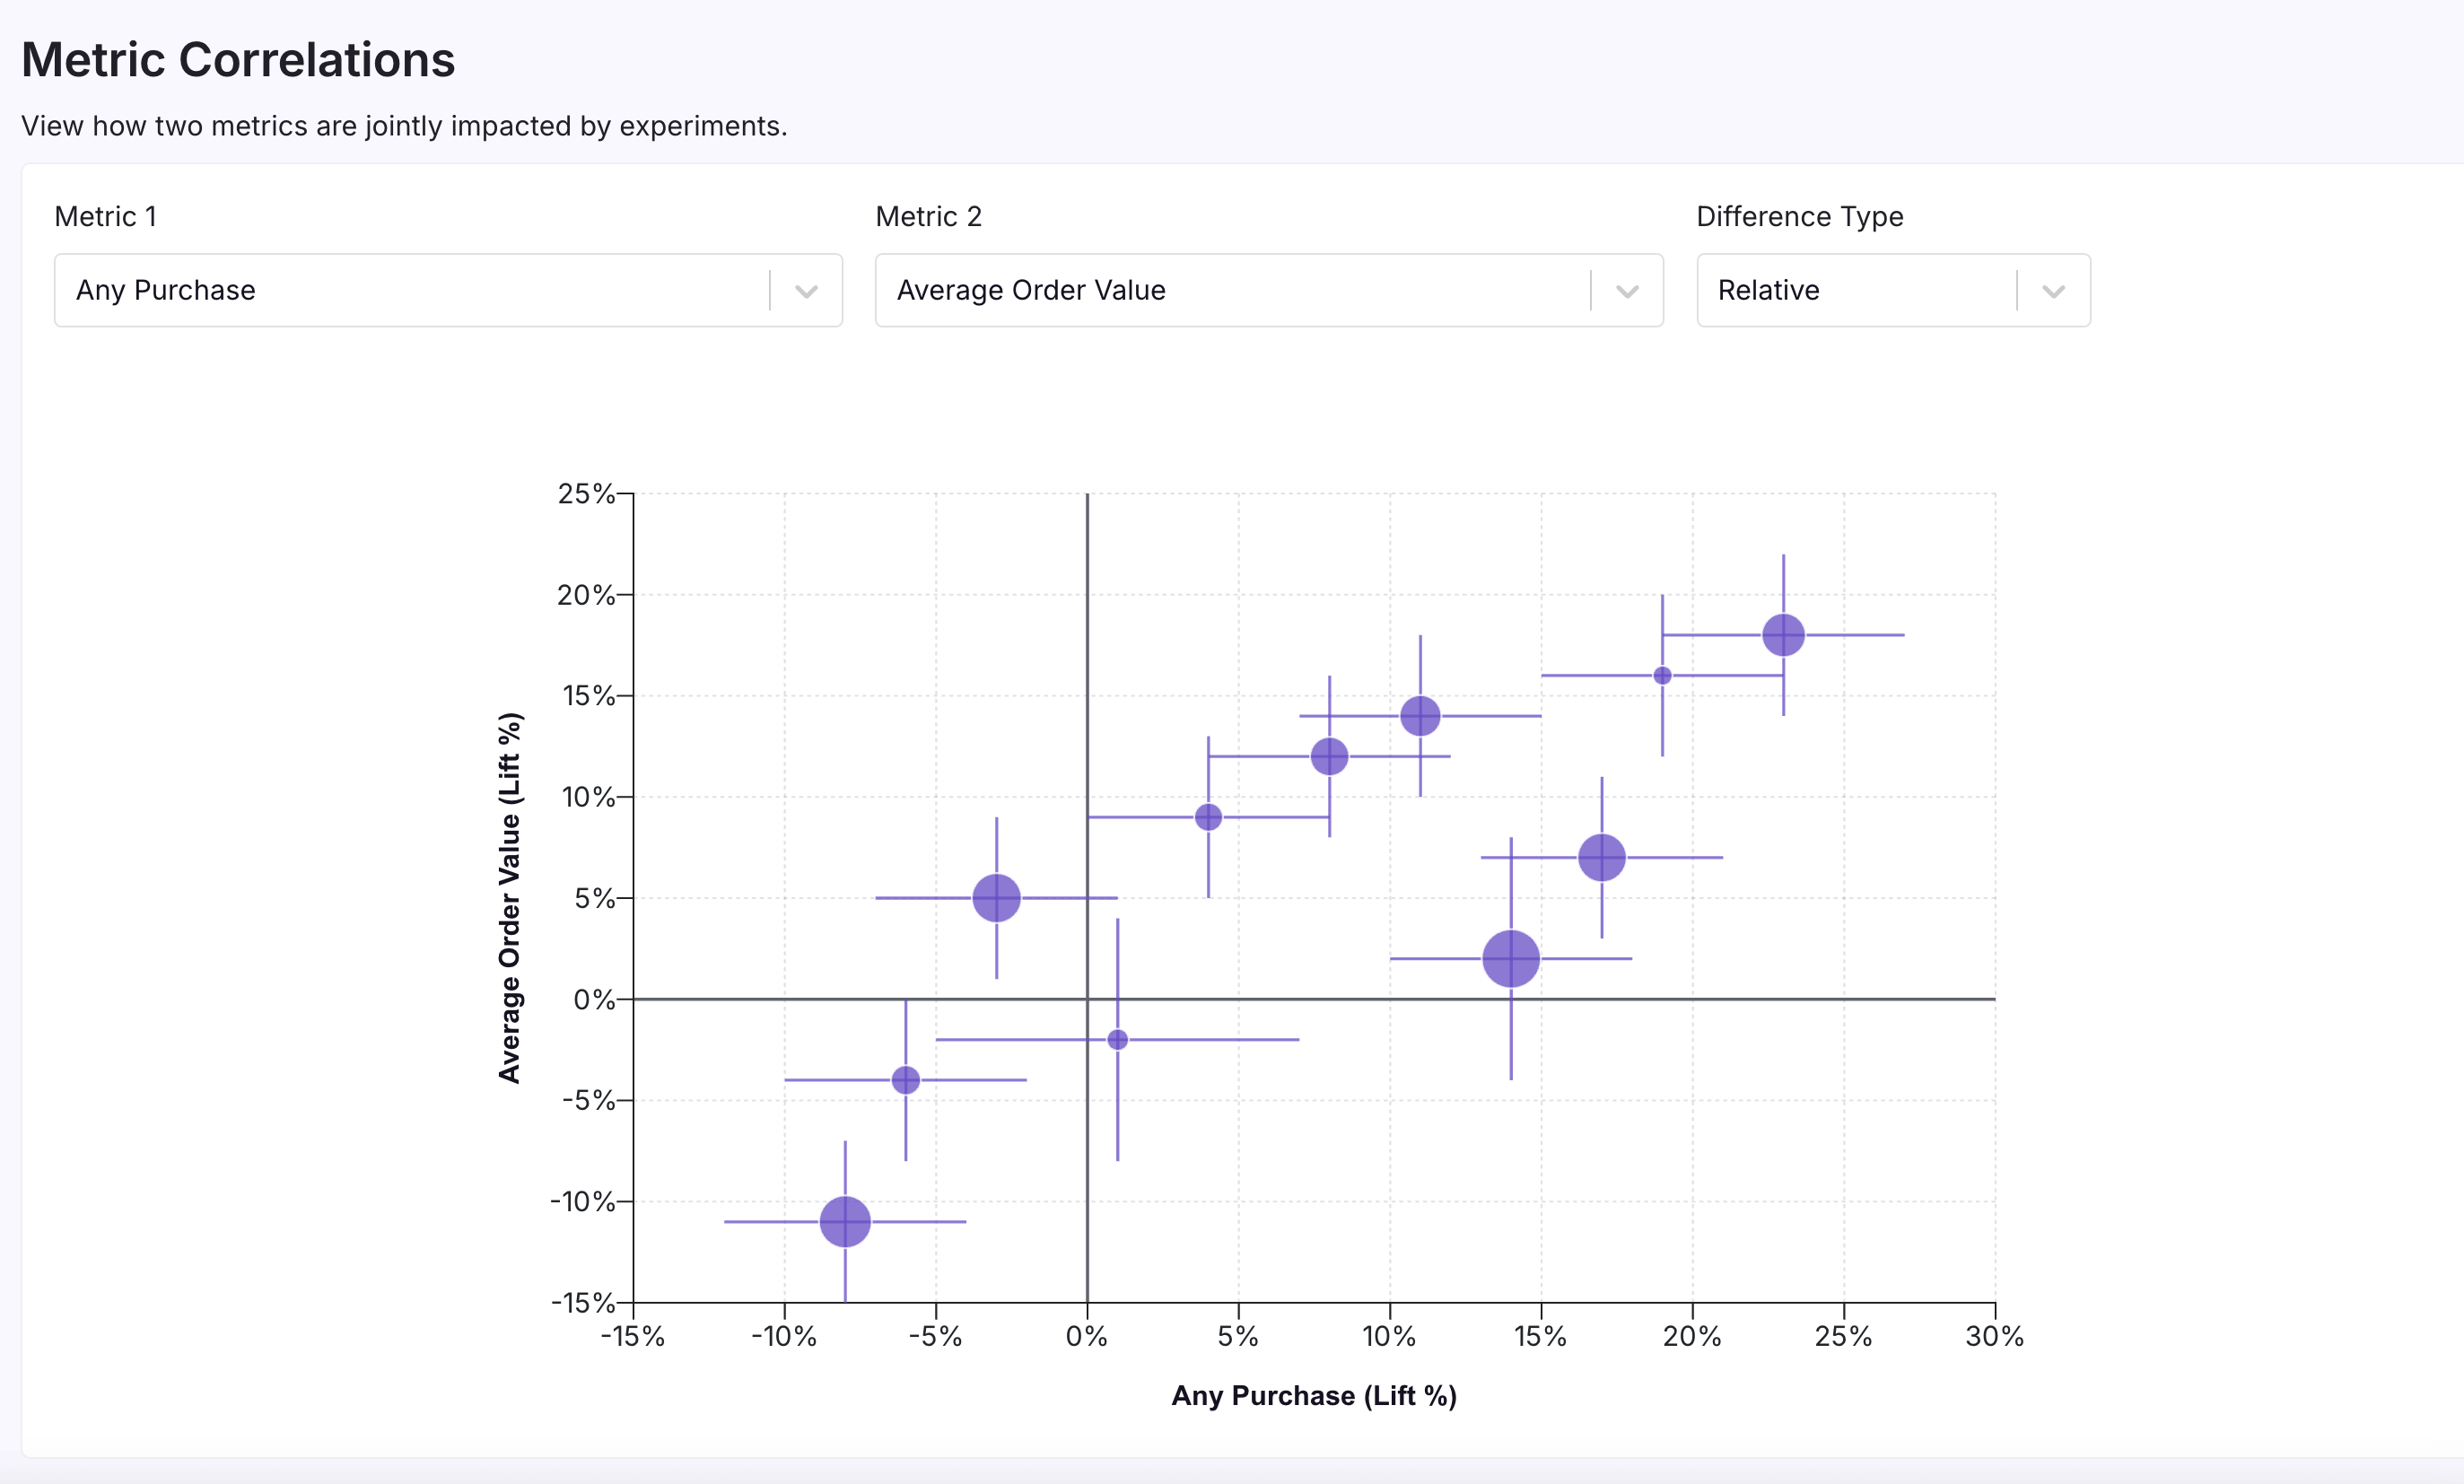 Metric Correlations
View how two metrics are jointly impacted by experiments.
Metric 1
Metric 2
Difference Type
Any Purchase
Average Order Value
Relative
25%
20%
15%
10%
5%
0%
-5%
-10%
-15%
Average Order Value (Lift %)
-15%
-10%
-5%
0%
5%
10%
15%
20%
25%
30%
Any Purchase (Lift %)